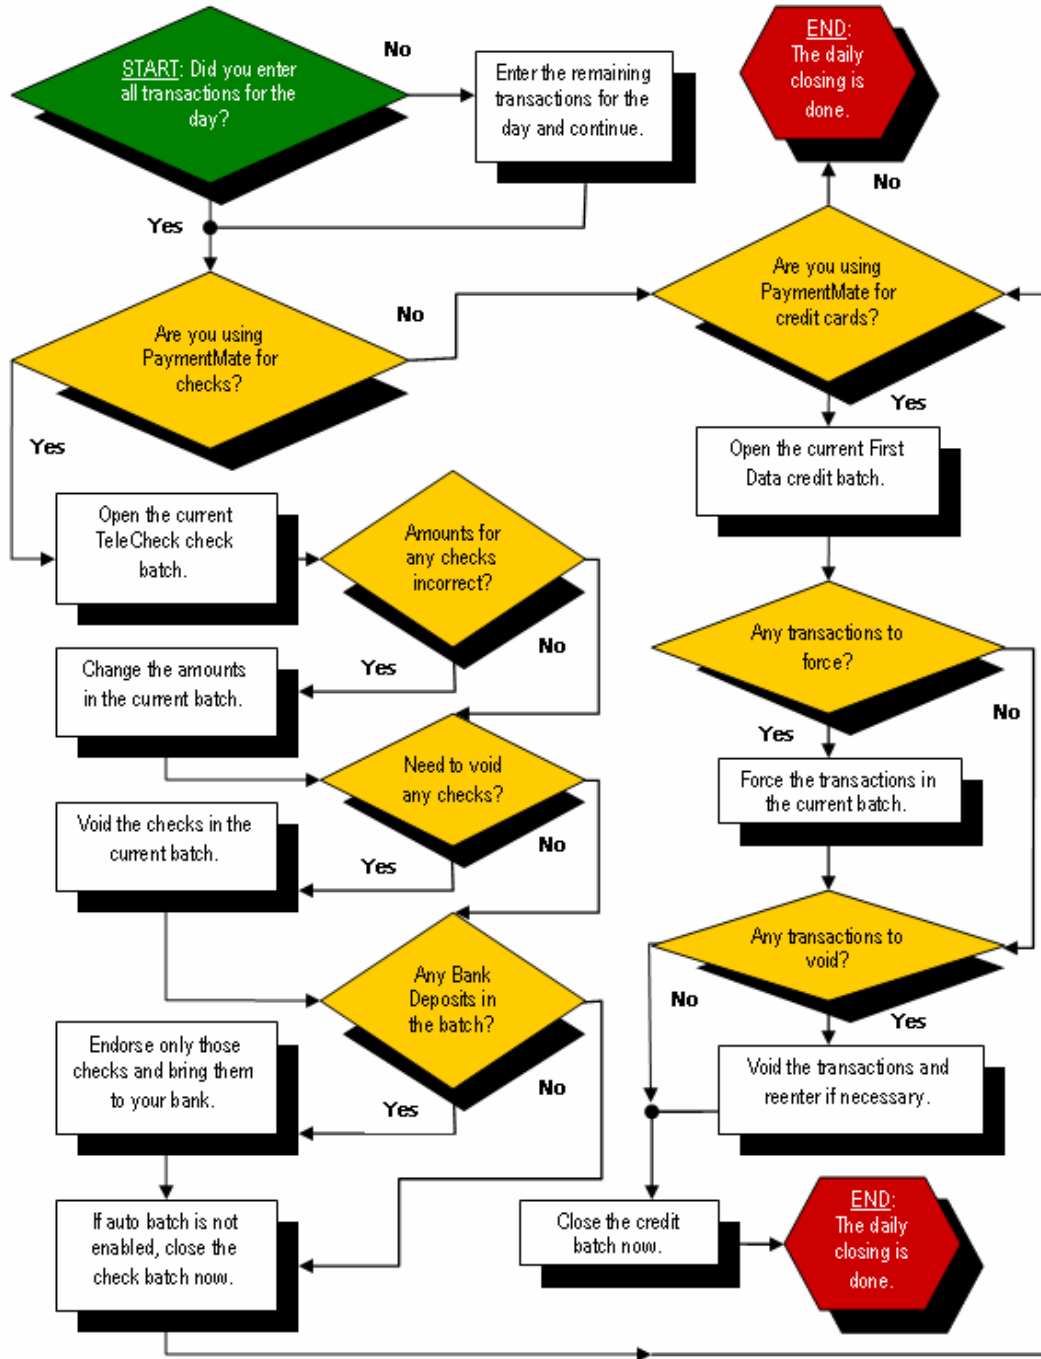 START: Did you enter
all transactions for the
day?
No
Enter the remaining
transactions for the
day and continue.
END:
The daily
closing is
done.
No
Yes
Are you using
PaymentMate for
checks?
No
Are you using
PaymentMate for
credit cards?
Yes
Yes
Open the current First
Data credit batch.
Open the current
TeleCheck check
batch.
Amounts for
any checks
incorrect?
No
Yes
Change the amounts
in the current batch.
Any transactions to
force?
No
Yes
Need to void
any checks?
Force the transactions in
the current batch.
Void the checks in the
current batch.
No
Yes
Any transactions to
void?
No
Yes
Any Bank
Deposits in
the batch?
Endorse only those
checks and bring them
to your bank.
No
Yes
Void the transactions and
reenter if necessary.
If auto batch is not
enabled, close the
check batch now.
Close the credit
batch now.
END:
The daily
closing is
done.